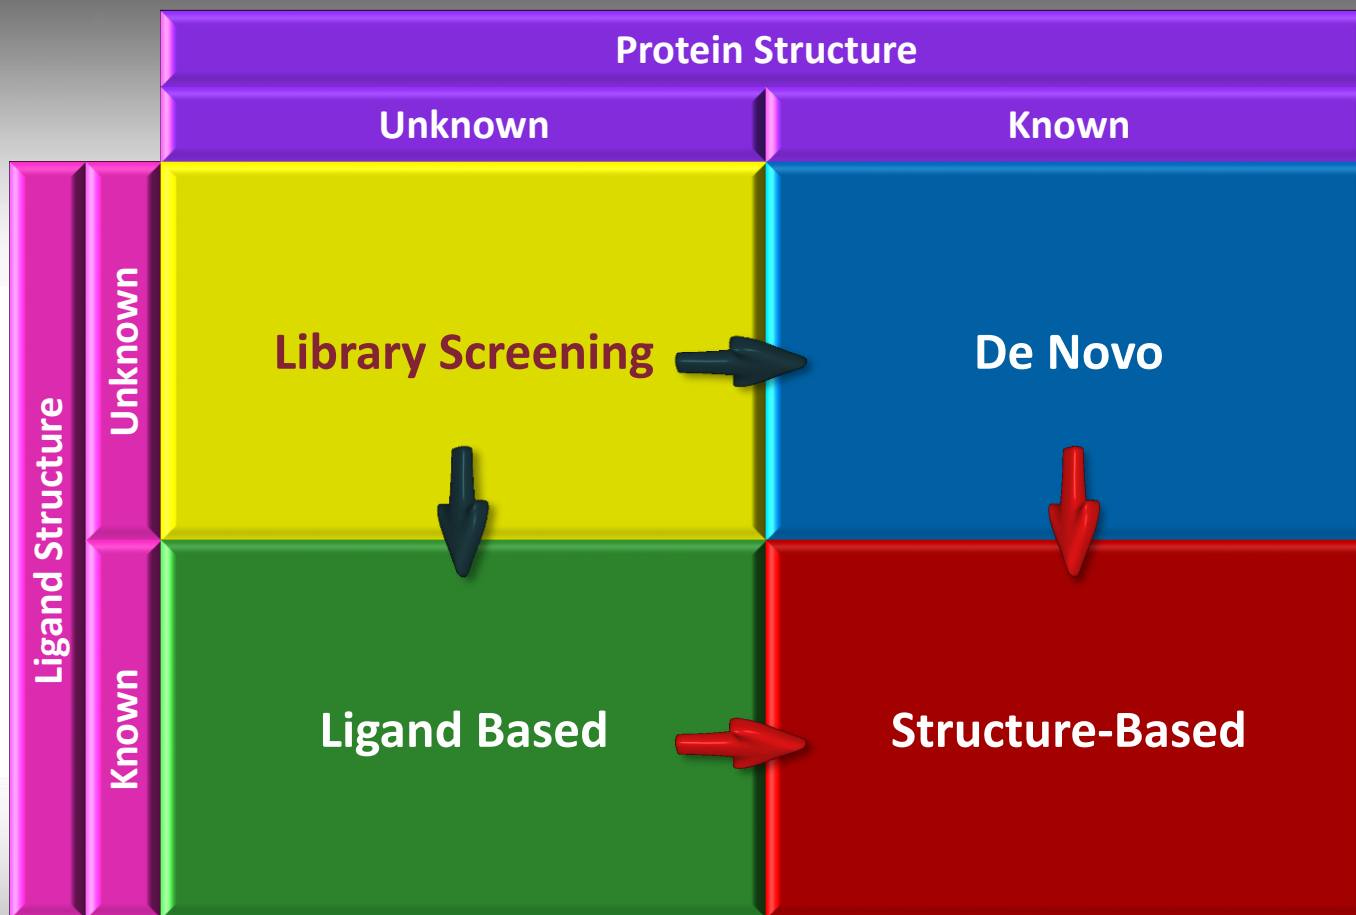 Protein Structure
Unknown
Known
Ligand Structure
Unknown
Library Screening
De Novo
Known
Ligand Based
Structure-Based